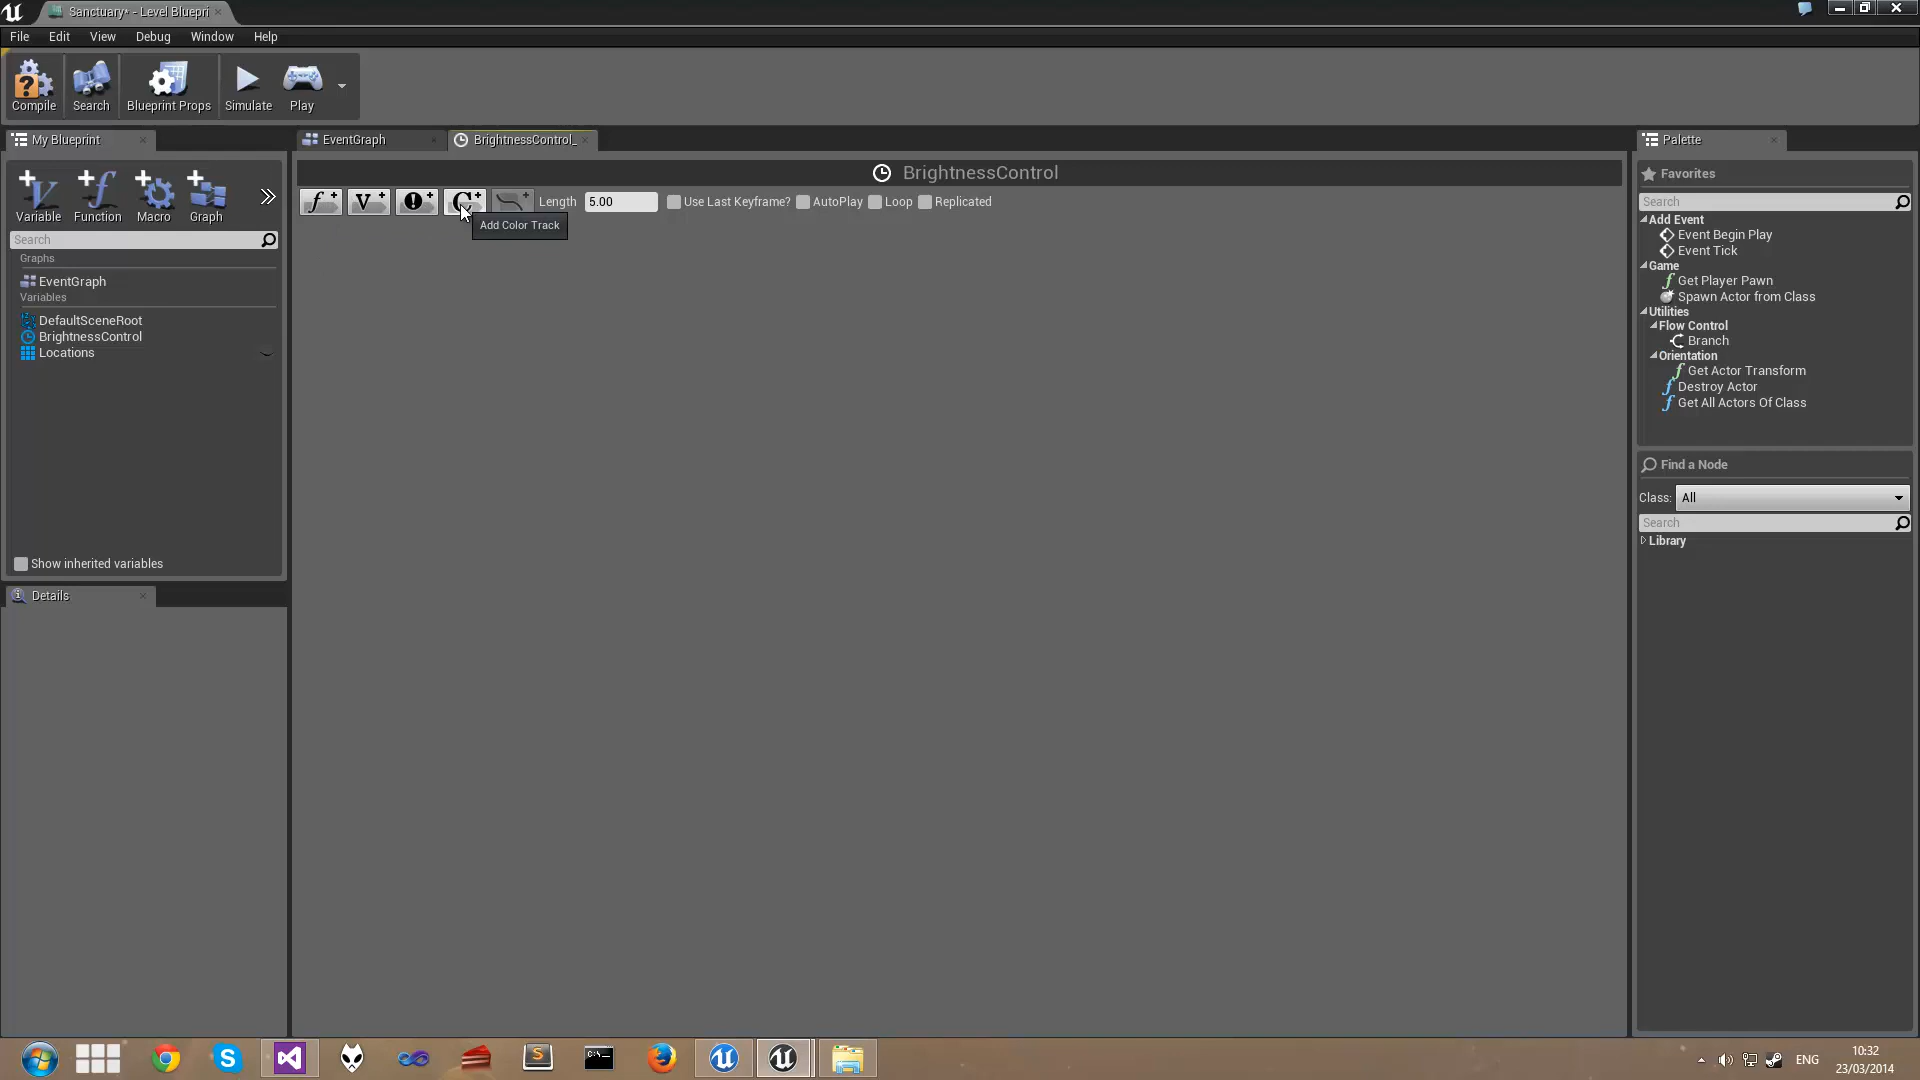 Sanctuary* - Level Bluepri
File Edit View Debug Window Help
Compile Search Blueprint Props Simulate Play
My Blueprint
EventGraph
BrightnessControl_
Palette
Variable Function Macro Graph
Search
Graphs
EventGraph
Variables
DefaultSceneRoot
BrightnessControl
Locations
Show inherited variables
Details
BrightnessControl
f V C Length 5.00 Use Last Keyframe? AutoPlay Loop Replicated
Add Color Track
Favorites
Search
Add Event
Event Begin Play
Event Tick
Game
Get Player Pawn
Spawn Actor from Class
Utilities
Flow Control
Branch
Orientation
Get Actor Transform
Destroy Actor
Get All Actors Of Class
Find a Node
Class: All
Search
Library
ENG
10:32
23/03/2014